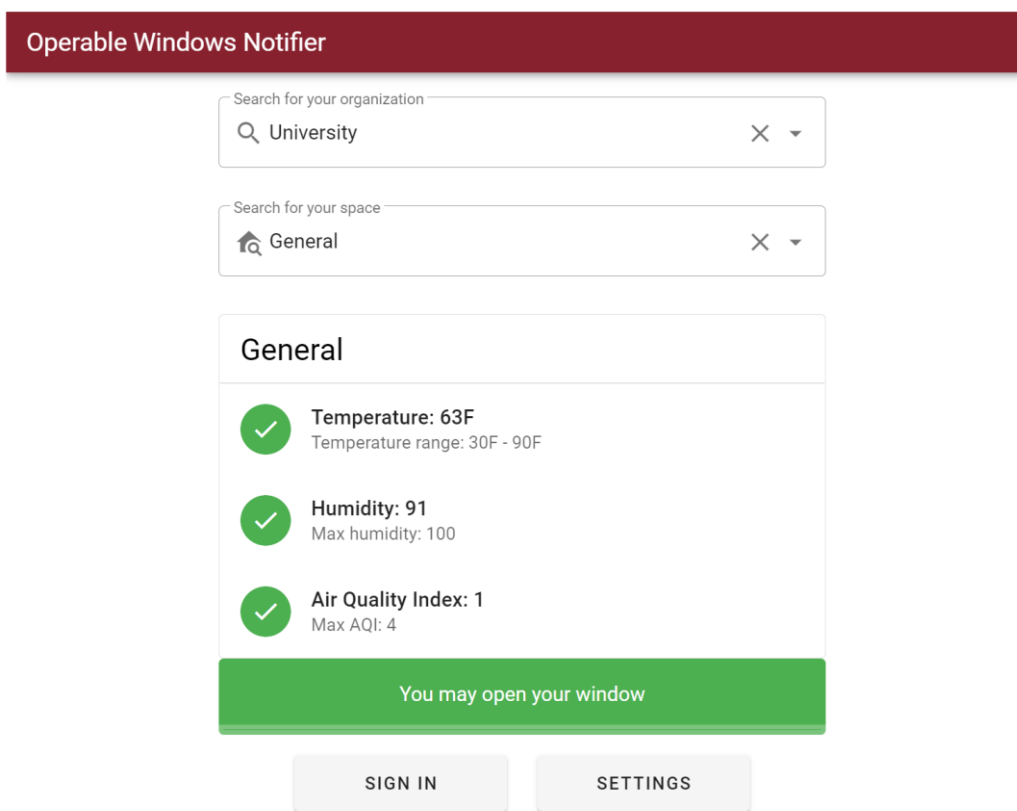 Operable Windows Notifier
Search for your organization
University
Search for your space
General
General
Temperature: 63F
Temperature range: 30F - 90F
Humidity: 91
Max humidity: 100
Air Quality Index: 1
Max AQI: 4
You may open your window
SIGN IN SETTINGS